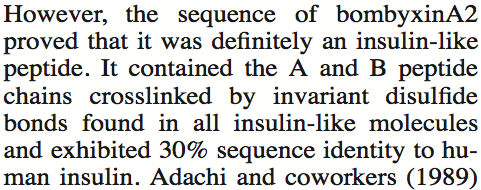 However, the sequence of bombyxinA2
proved that it was definitely an insulin-like
peptide. It contained the A and B peptide
chains crosslinked by invariant disulfide
bonds found in all insulin-like molecules
and exhibited 30% sequence identity to hu-
man insulin. Adachi and coworkers (1989)